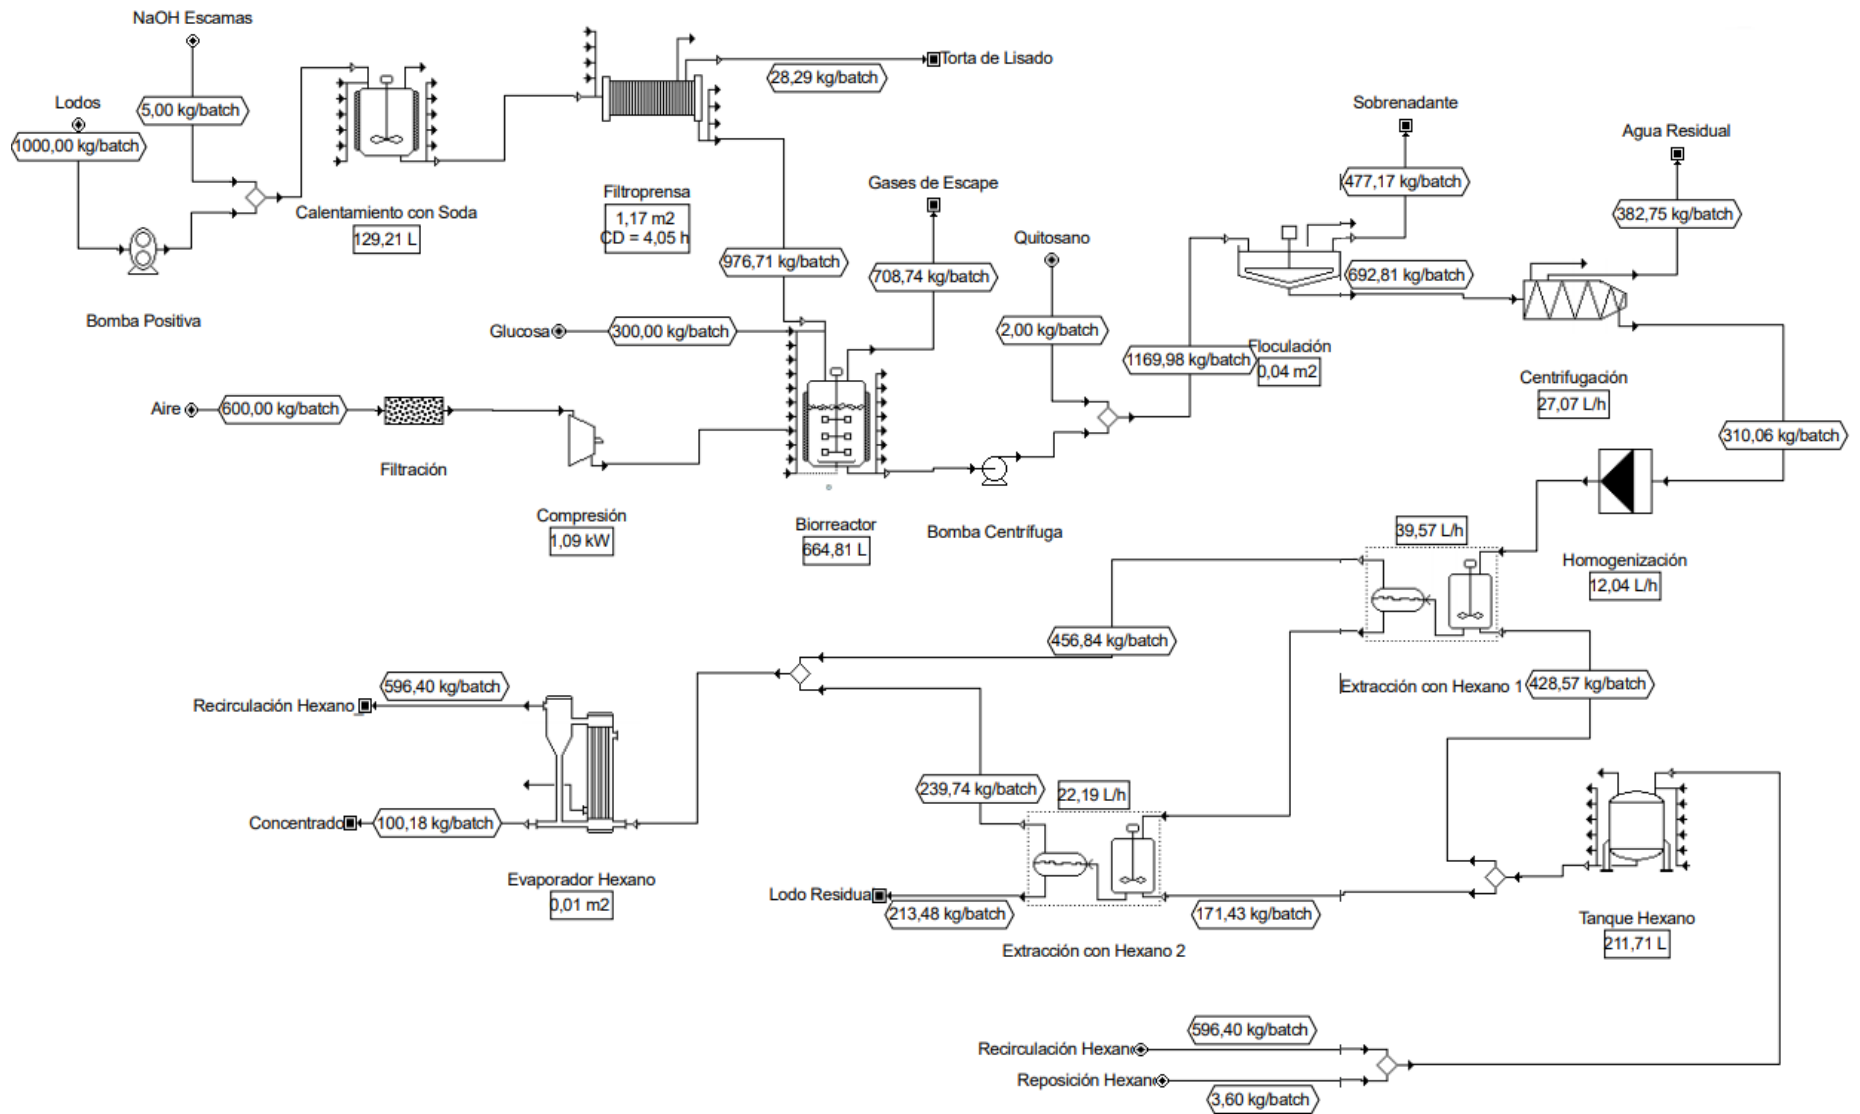 NaOH Escamas
Lodos
5,00 kg/batch
1000,00 kg/batch
Bomba Positiva
Calentamiento con Soda
129,21 L
Filtroprensa
1,17 m2
CD = 4,05 h
28,29 kg/batch
Torta de Lisado
976,71 kg/batch
Gases de Escape
708,74 kg/batch
Glucosa
300,00 kg/batch
Aire
600,00 kg/batch
Filtración
Compresión
1,09 kW
Biorreactor
664,81 L
Bomba Centrífuga
Quitosano
2,00 kg/batch
1169,98 kg/batch
Floculación
0,04 m2
Sobrenadante
477,17 kg/batch
692,81 kg/batch
Agua Residual
382,75 kg/batch
Centrifugación
27,07 L/h
310,06 kg/batch
Homogenización
12,04 L/h
39,57 L/h
Extracción con Hexano 1
428,57 kg/batch
456,84 kg/batch
Recirculación Hexano
596,40 kg/batch
Concentrado
100,18 kg/batch
Evaporador Hexano
0,01 m2
239,74 kg/batch
22,19 L/h
Lodo Residua
213,48 kg/batch
171,43 kg/batch
Extracción con Hexano 2
Tanque Hexano
211,71 L
596,40 kg/batch
Recirculación Hexan
Reposición Hexan
3,60 kg/batch